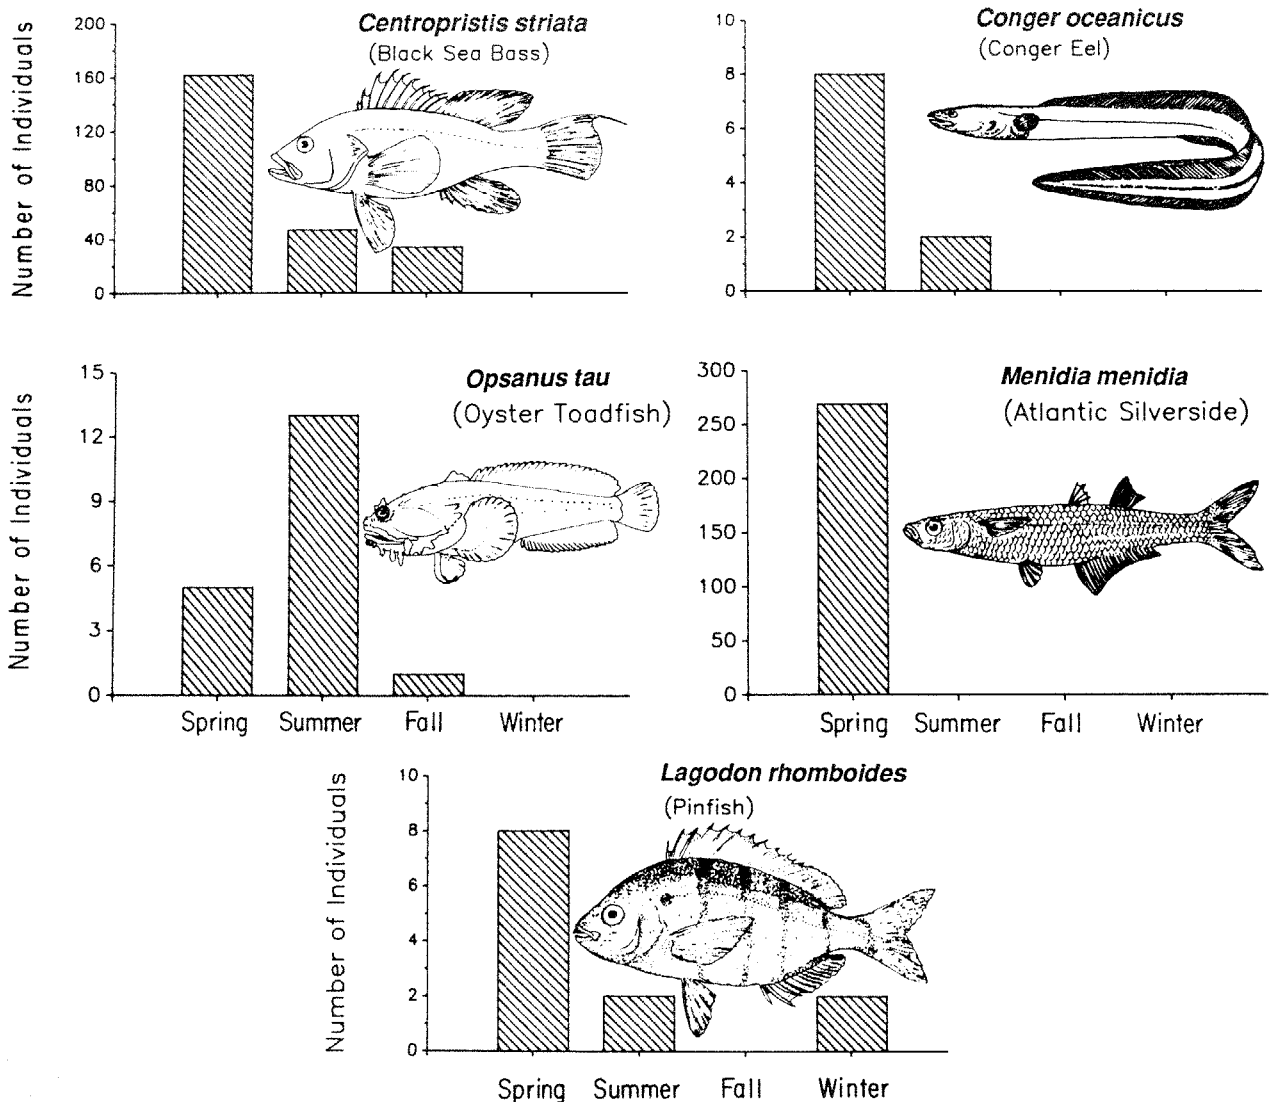 Centropristis striata
(Black Sea Bass)
Number of Individuals
200
160
120
80
40
0
Conger oceanicus
(Conger Eel)
10
8
6
4
2
0
Opsanus tau
(Oyster Toadfish)
Number of Individuals
15
12
9
6
3
0
Spring Summer Fall Winter
Menidia menidia
(Atlantic Silverside)
300
250
200
150
100
50
0
Spring Summer Fall Winter
Lagodon rhomboides
(Pinfish)
Number of Individuals
10
8
6
4
2
0
Spring Summer Fall Winter